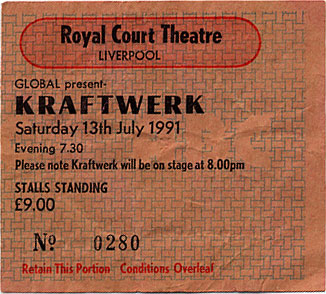 Royal Court Theatre
LIVERPOOL
GLOBAL present-
KRAFTWERK
Saturday 13th July 1991
Evening 7.30
Please note Kraftwerk will be on stage at 8.00pm
STALLS STANDING
£9.00
Nº 0280
Retain This Portion Conditions Overleaf